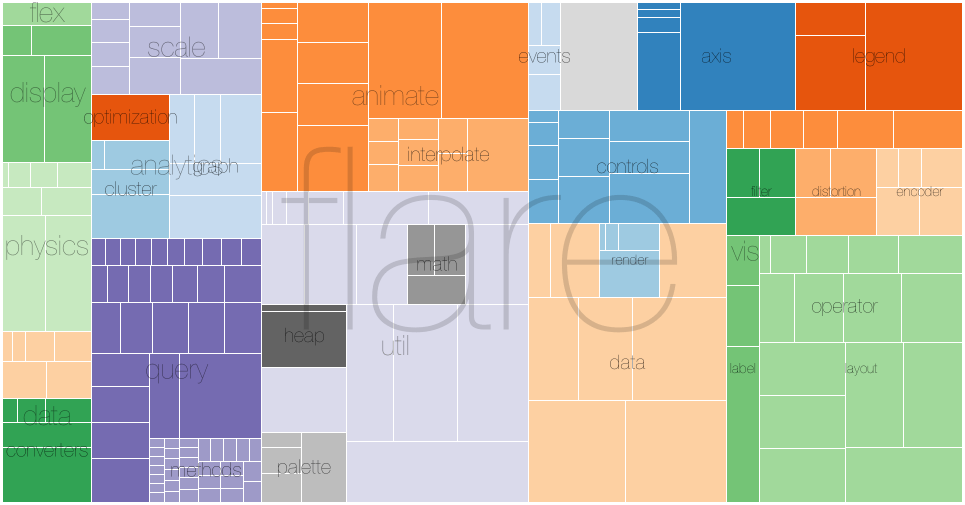 flex
scale
events
axis
legend
display
animate
optimization
analytics
graph
interpolate
controls
cluster
filter
distortion
encoder
physics
flare
math
render
vis
operator
heap
util
data
label
layout
query
data
converters
methods
palette